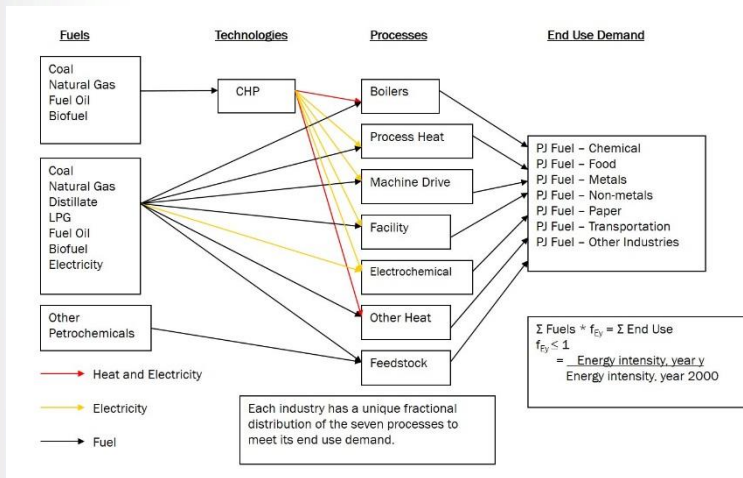 Fuels
Technologies
Processes
End Use Demand
Coal
Natural Gas
Fuel Oil
Biofuel
CHP
Boilers
Process Heat
Machine Drive
Facility
Electrochemical
Other Heat
Feedstock
PJ Fuel – Chemical
PJ Fuel – Food
PJ Fuel – Metals
PJ Fuel – Non-metals
PJ Fuel – Paper
PJ Fuel – Transportation
PJ Fuel – Other Industries
Coal
Natural Gas
Distillate
LPG
Fuel Oil
Biofuel
Electricity
Other
Petrochemicals
Heat and Electricity
Electricity
Fuel
Each industry has a unique fractional
distribution of the seven processes to
meet its end use demand.
Σ Fuels * fEy = Σ End Use
fEy ≤ 1
= Energy intensity, year y
Energy intensity, year 2000